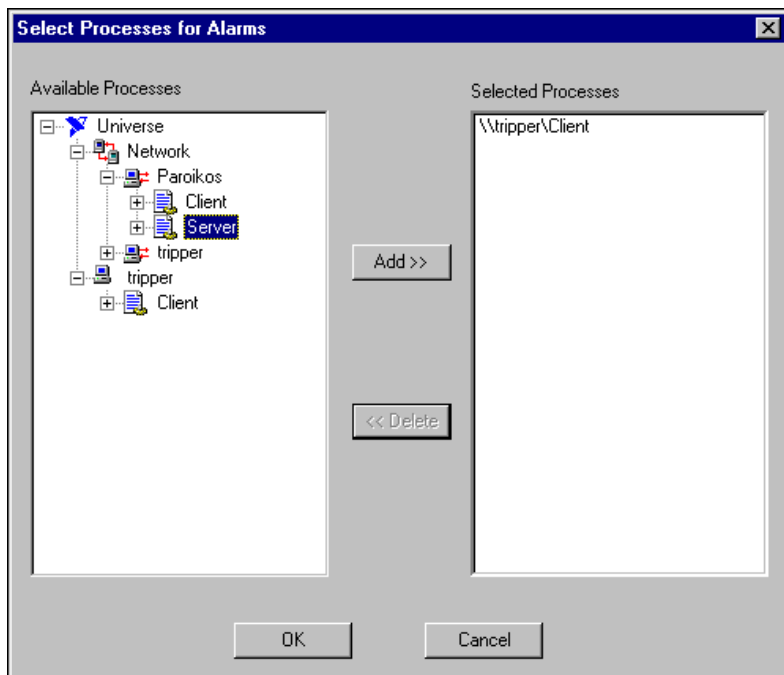 Select Processes for Alarms
Available Processes
Universe
Network
Paroikos
Client
Server
tripper
tripper
Client
Add >>
<< Delete
Selected Processes
\\tripper\Client
OK
Cancel